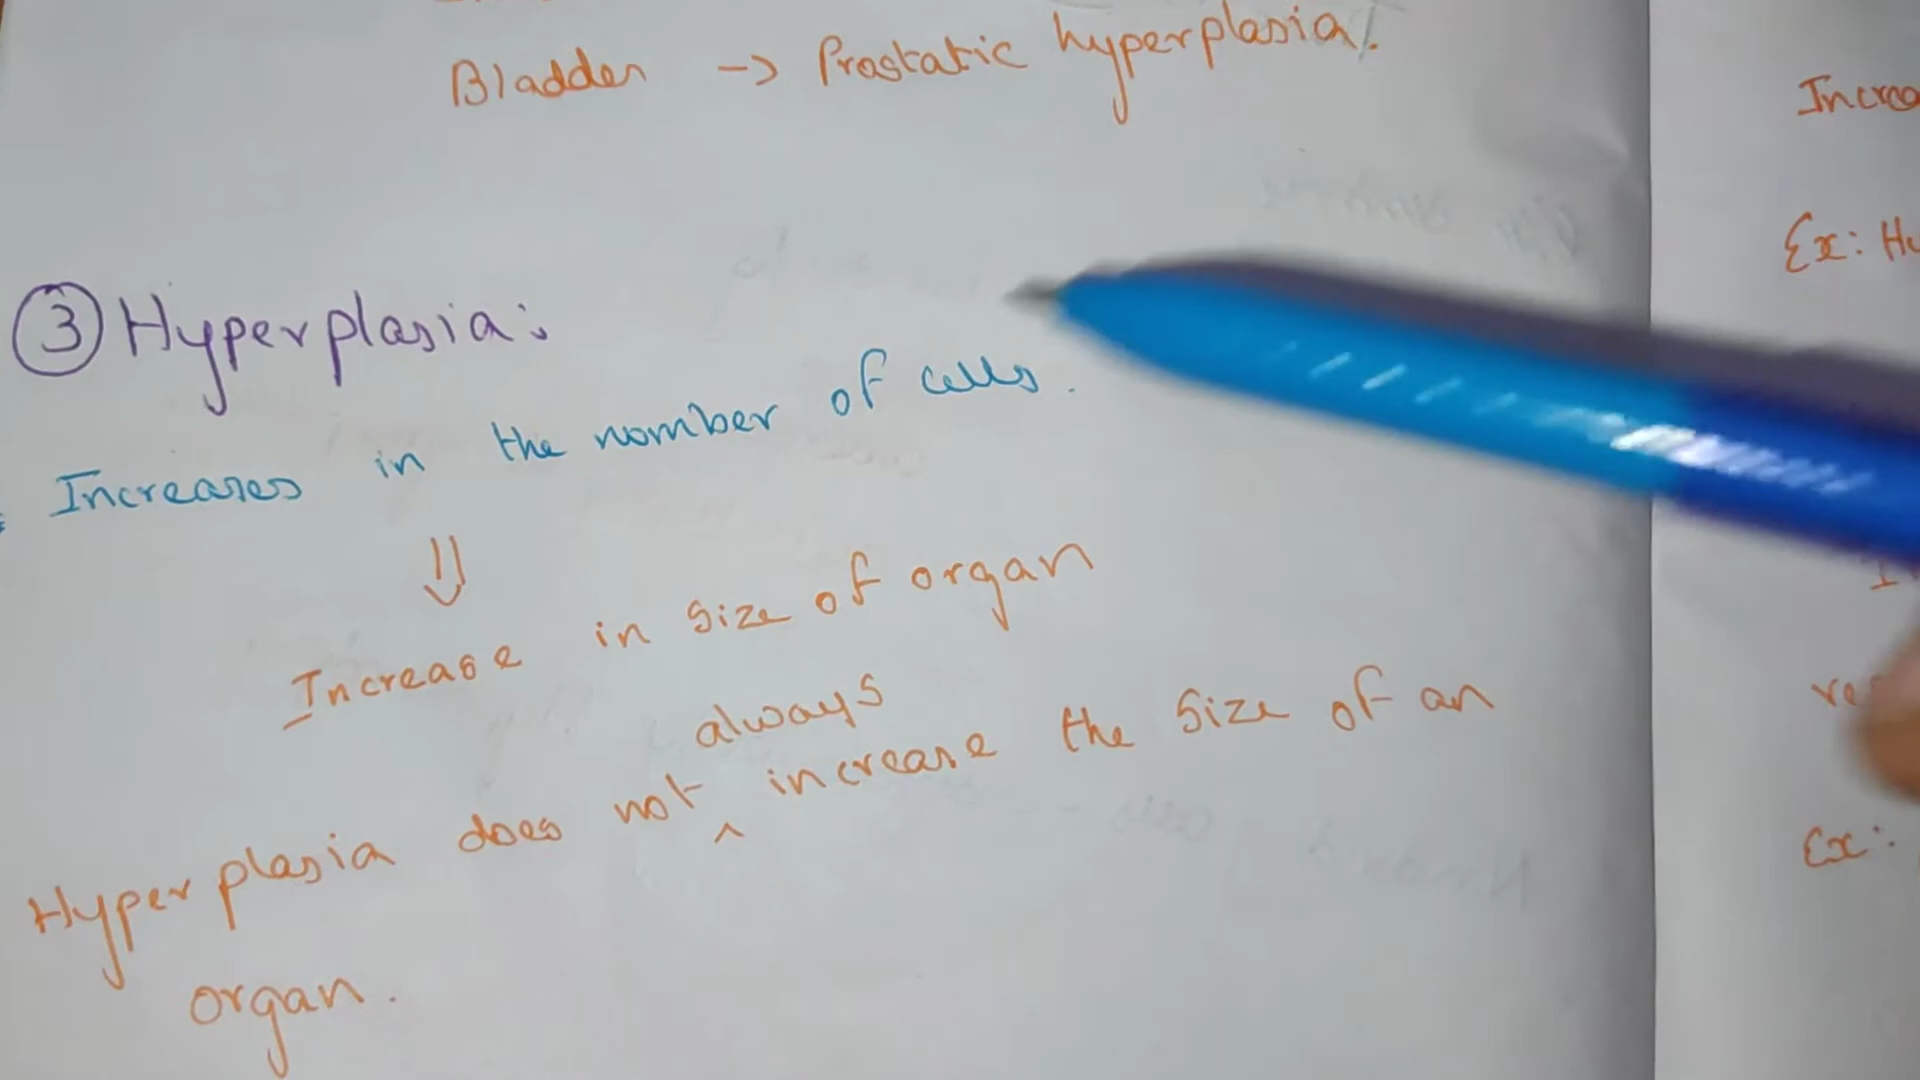 Bladder -> Prostatic hyperplasia.
③ Hyperplasia:
Increases in the number of cells.
⇓
Increase in size of organ
always
Hyperplasia does not ^ increase the size of an
organ.
Ex:
Ex: